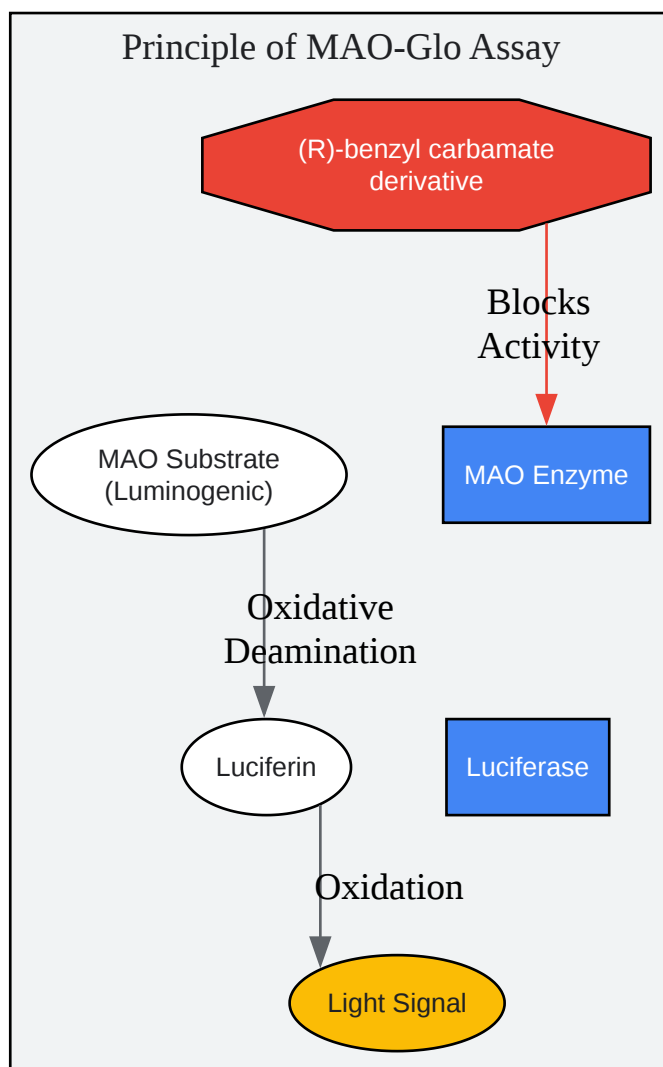 Principle of MAO-Glo Assay
(R)-benzyl carbamate
derivative
Blocks
Activity
MAO Substrate
(Luminogenic)
MAO Enzyme
Oxidative
Deamination
Luciferin
Luciferase
Oxidation
Light Signal